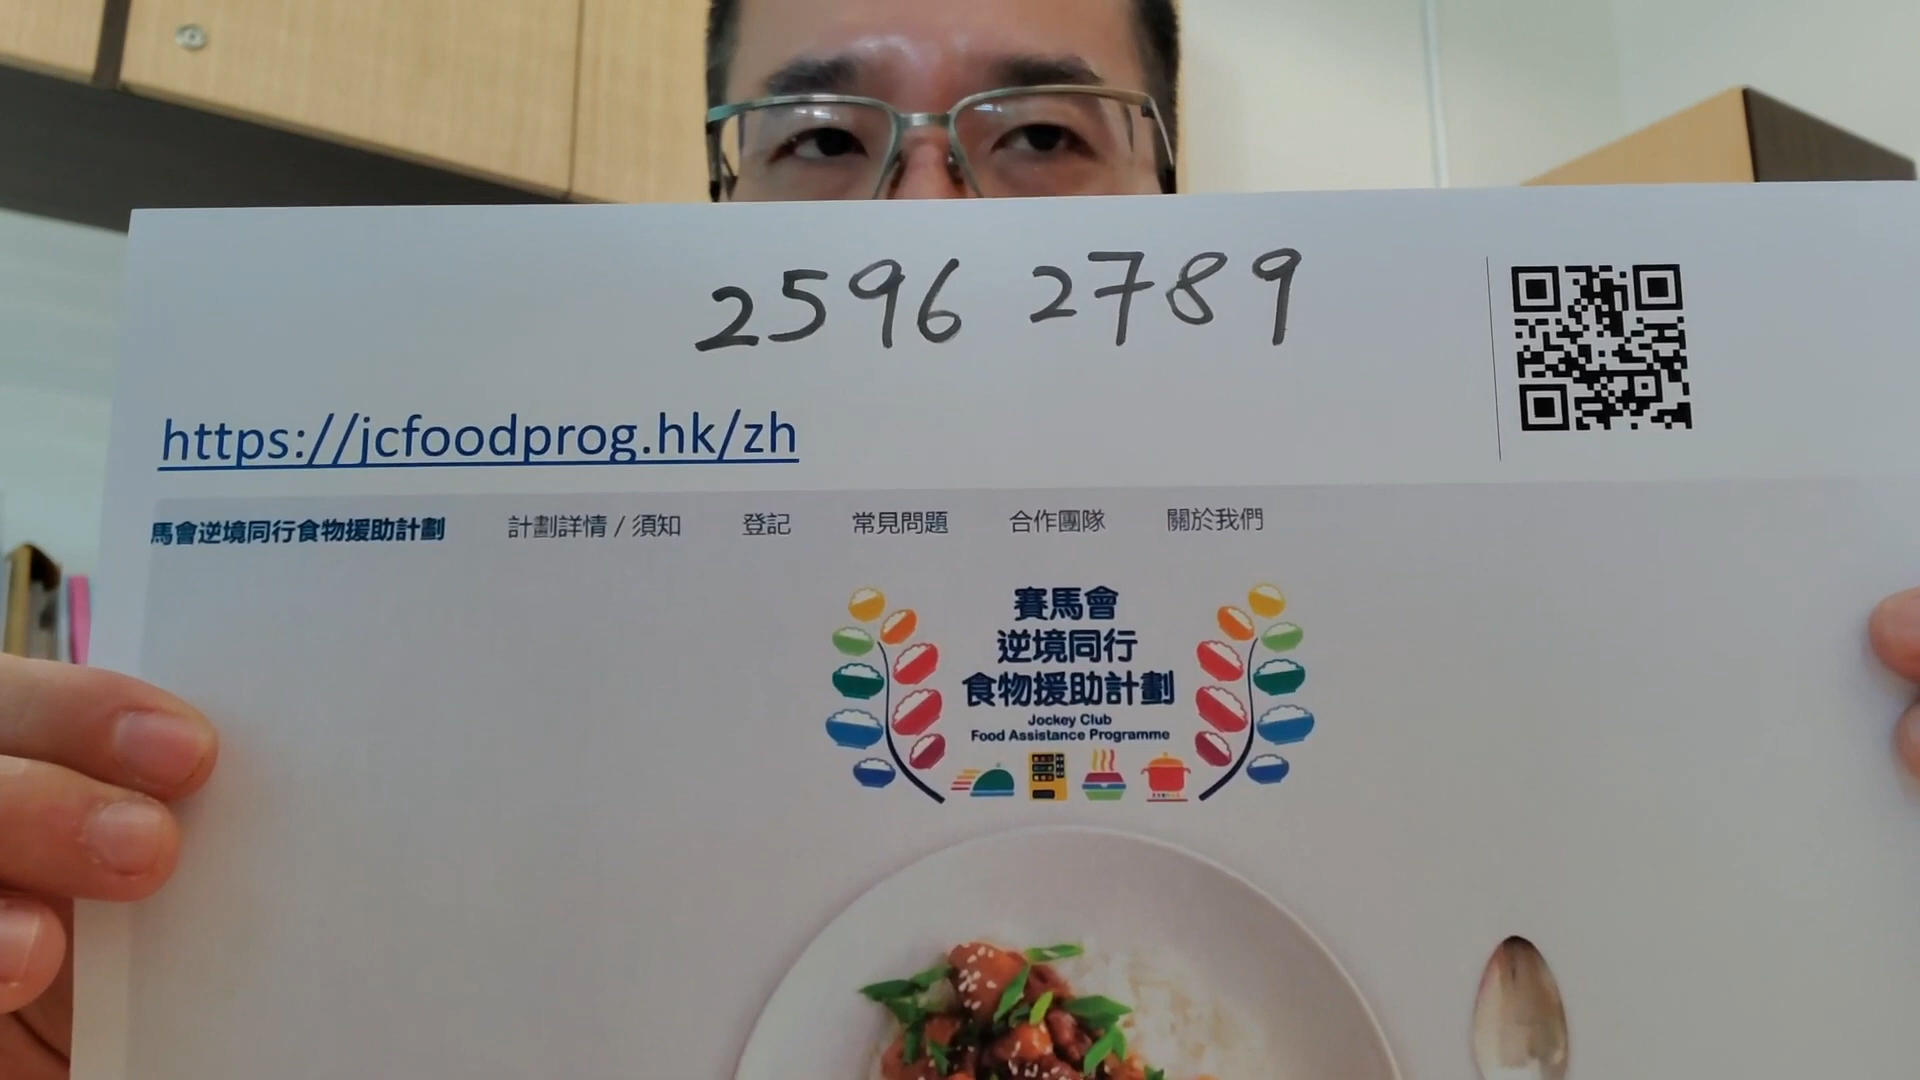 2596 2789
https://jcfoodprog.hk/zh
馬會逆境同行食物援助計劃 計劃詳情 / 須知 登記 常見問題 合作團隊 關於我們
賽馬會
逆境同行
食物援助計劃
Jockey Club
Food Assistance Programme